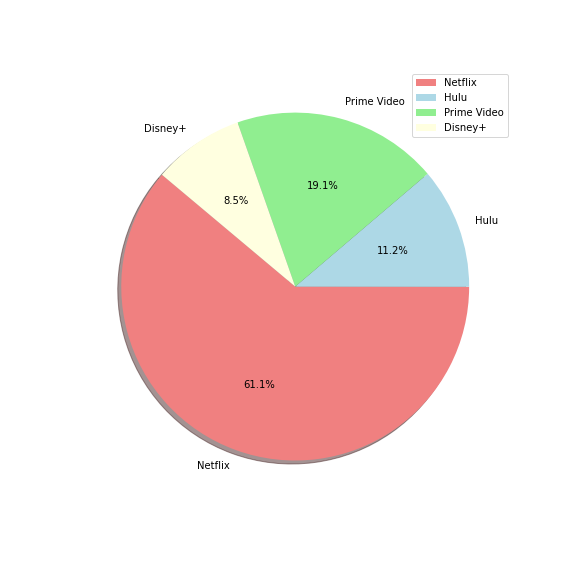 Netflix
Hulu
Prime Video
Disney+
Prime Video
Disney+
19.1%
8.5%
Hulu
11.2%
61.1%
Netflix